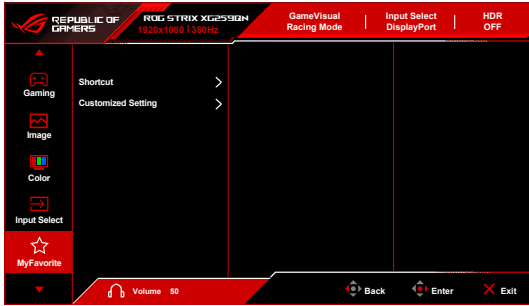 REPUBLIC OF
GAMERS
ROG STRIX XG259QN
1920x1080 | 380Hz
GameVisual
Racing Mode
Input Select
DisplayPort
HDR
OFF
Gaming
Image
Color
Input Select
MyFavorite
Shortcut
Customized Setting
Volume 50
Back
Enter
Exit